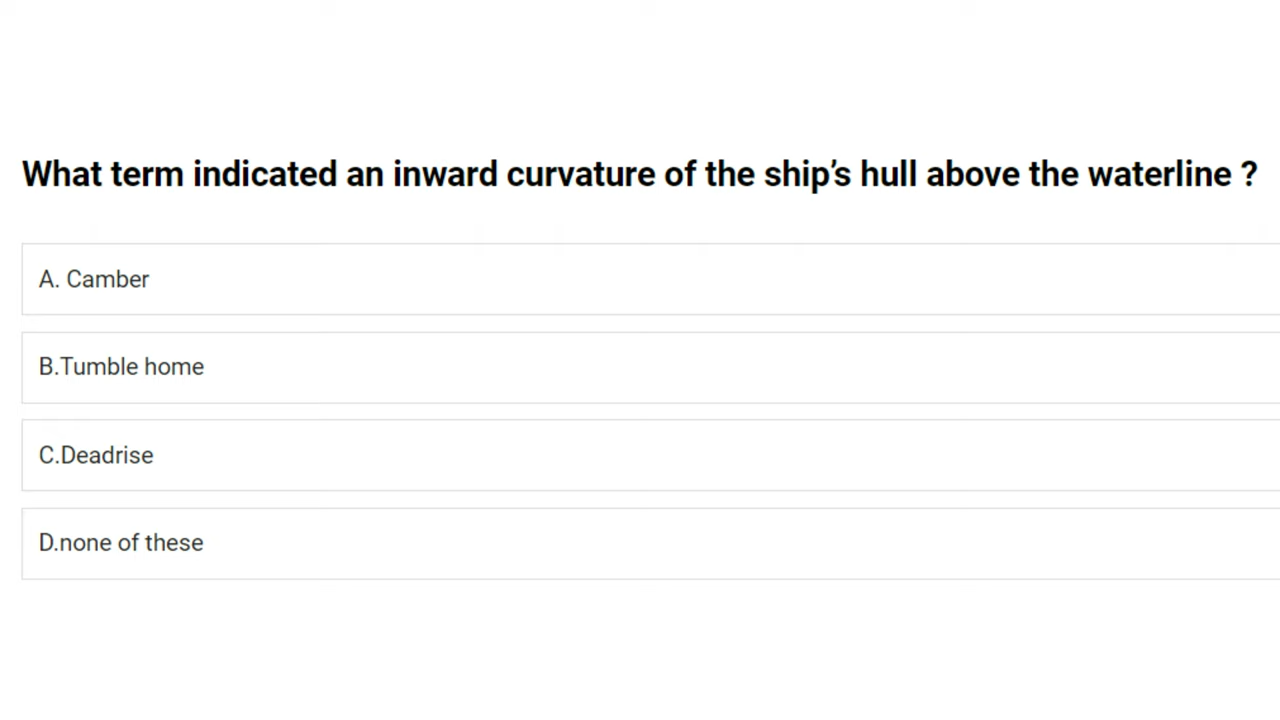 What term indicated an inward curvature of the ship’s hull above the waterline ?
A. Camber
B.Tumble home
C.Deadrise
D.none of these